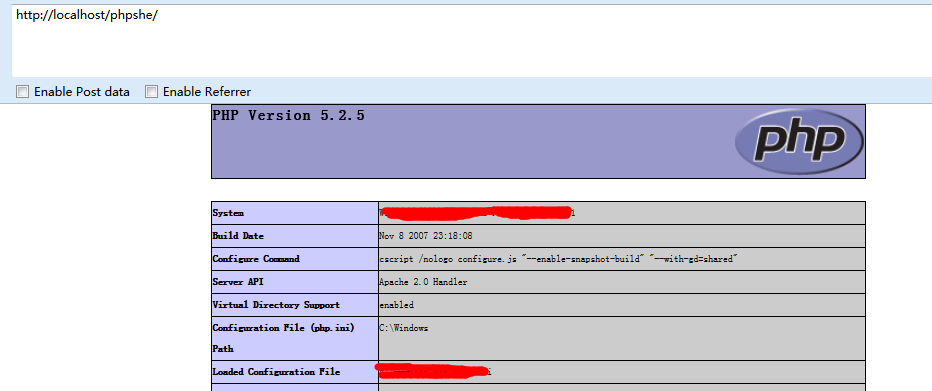 http://localhost/phpshe/
Enable Post data Enable Referrer
PHP Version 5.2.5
php
System
Build Date Nov 8 2007 23:18:08
Configure Command cscript /nologo configure.js "--enable-snapshot-build" "--with-gd=shared"
Server API Apache 2.0 Handler
Virtual Directory Support enabled
Configuration File (php.ini) C:\Windows
Path
Loaded Configuration File